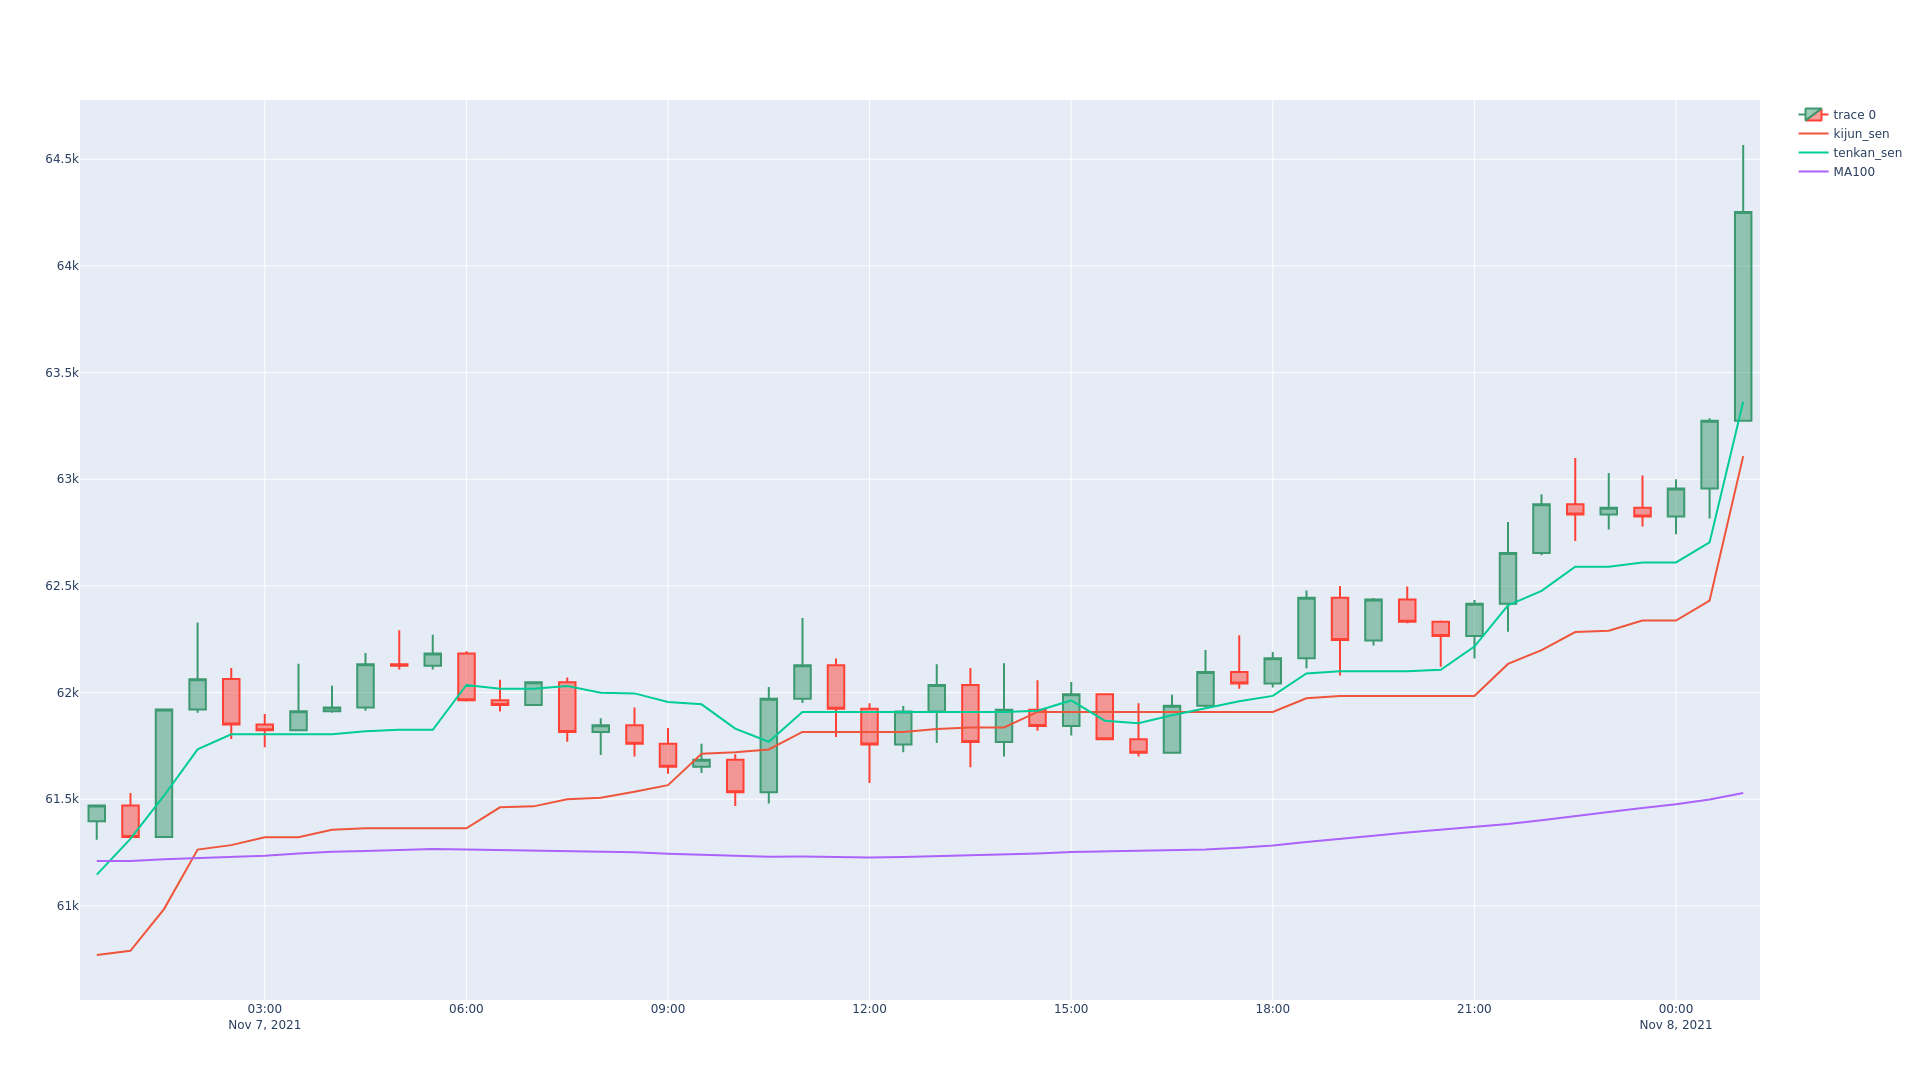 trace 0
kijun_sen
tenkan_sen
MA100
64.5k
64k
63.5k
63k
62.5k
62k
61.5k
61k
03:00
06:00
09:00
12:00
15:00
18:00
21:00
00:00
Nov 7, 2021
Nov 8, 2021